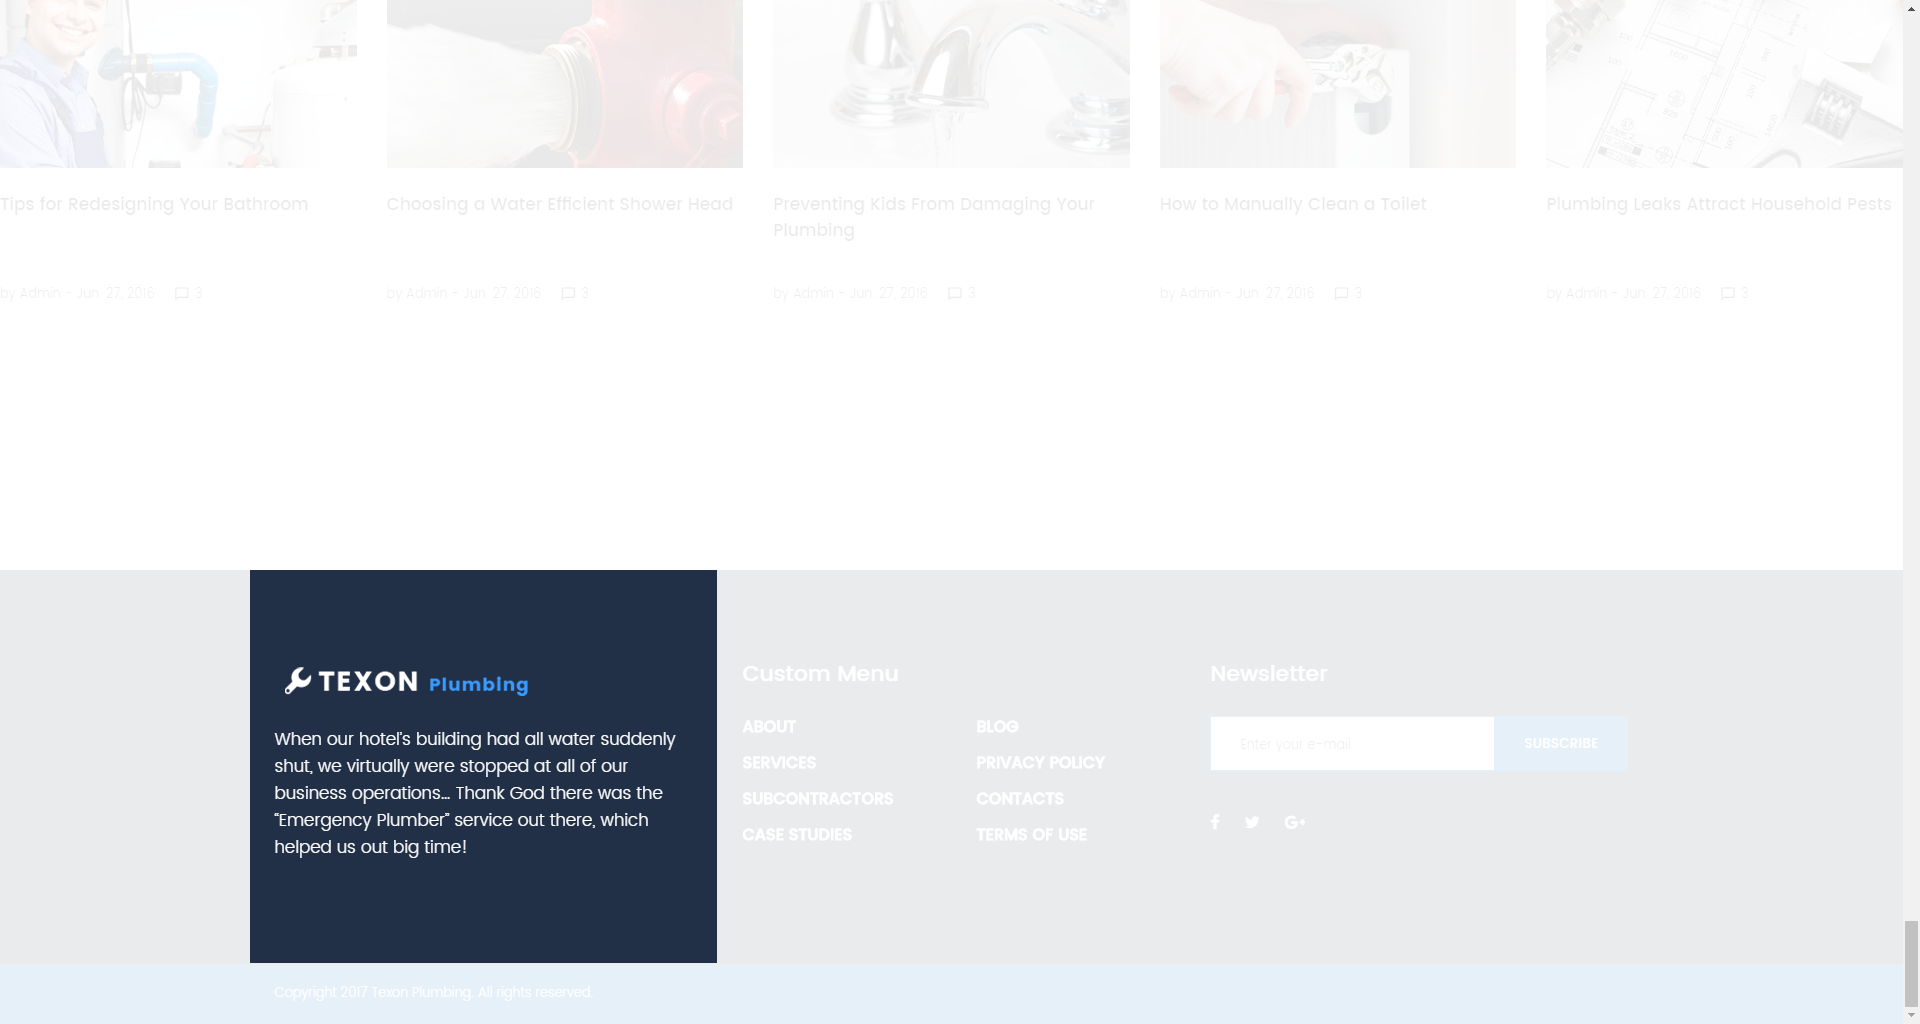 Tips for Redesigning Your Bathroom
Choosing a Water Efficient Shower Head
Preventing Kids From Damaging Your
Plumbing
How to Manually Clean a Toilet
Plumbing Leaks Attract Household Pests
by Admin - Jun. 27, 2016 3
by Admin - Jun. 27, 2016 3
by Admin - Jun. 27, 2016 3
by Admin - Jun. 27, 2016 3
by Admin - Jun. 27, 2016 3
TEXON Plumbing
When our hotel's building had all water suddenly
shut, we virtually were stopped at all of our
business operations... Thank God there was the
“Emergency Plumber” service out there, which
helped us out big time!
Custom Menu
ABOUT
SERVICES
SUBCONTRACTORS
CASE STUDIES
BLOG
PRIVACY POLICY
CONTACTS
TERMS OF USE
Newsletter
Enter your e-mail
SUBSCRIBE
Copyright 2017 Texon Plumbing. All rights reserved.